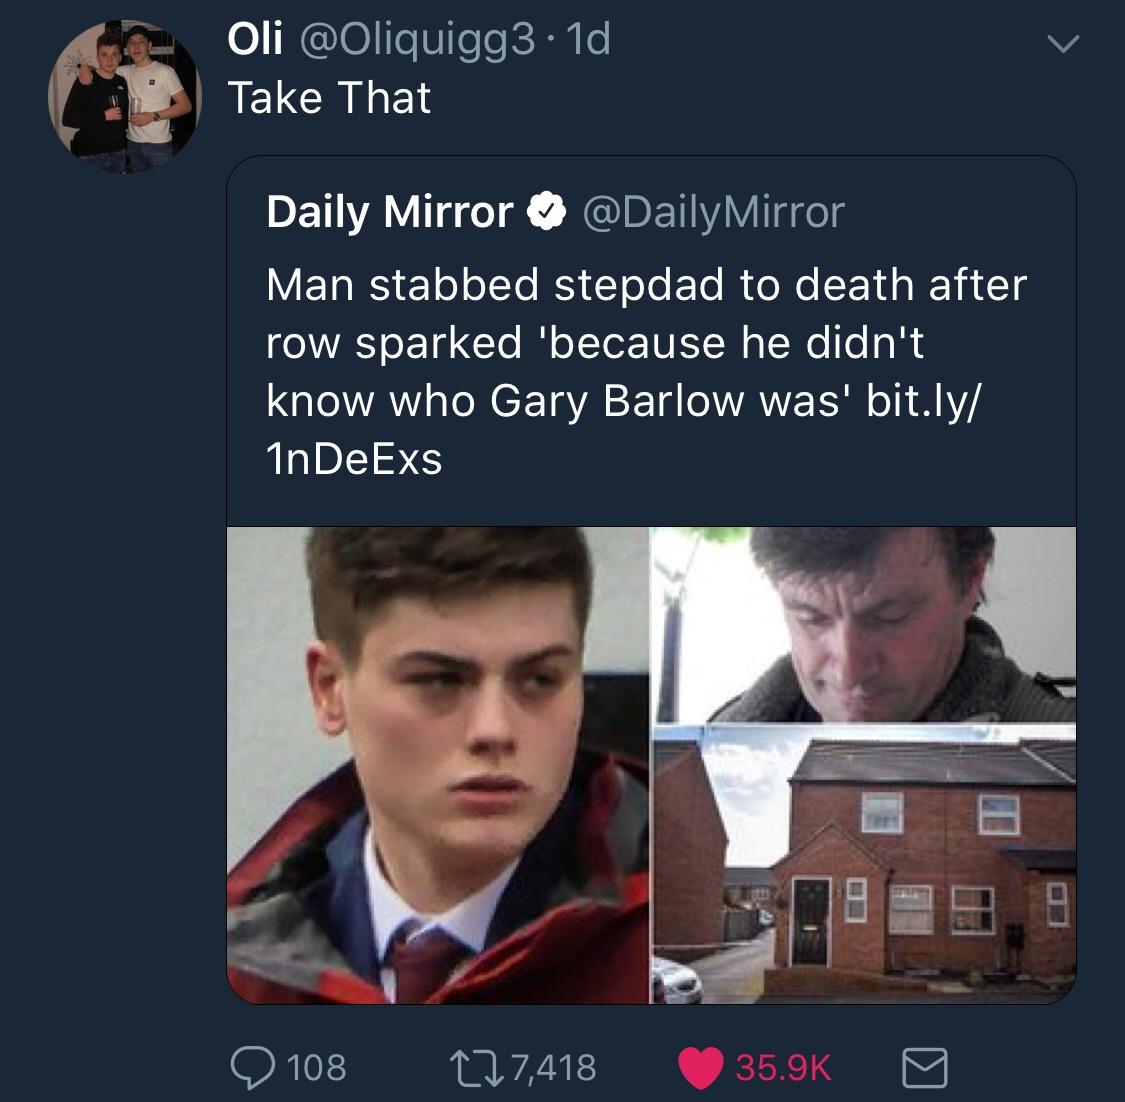 Oli @Oliquigg3 · 1d
Take That
Daily Mirror @DailyMirror
Man stabbed stepdad to death after
row sparked 'because he didn't
know who Gary Barlow was' bit.ly/
1nDeExs
108 7,418 35.9K